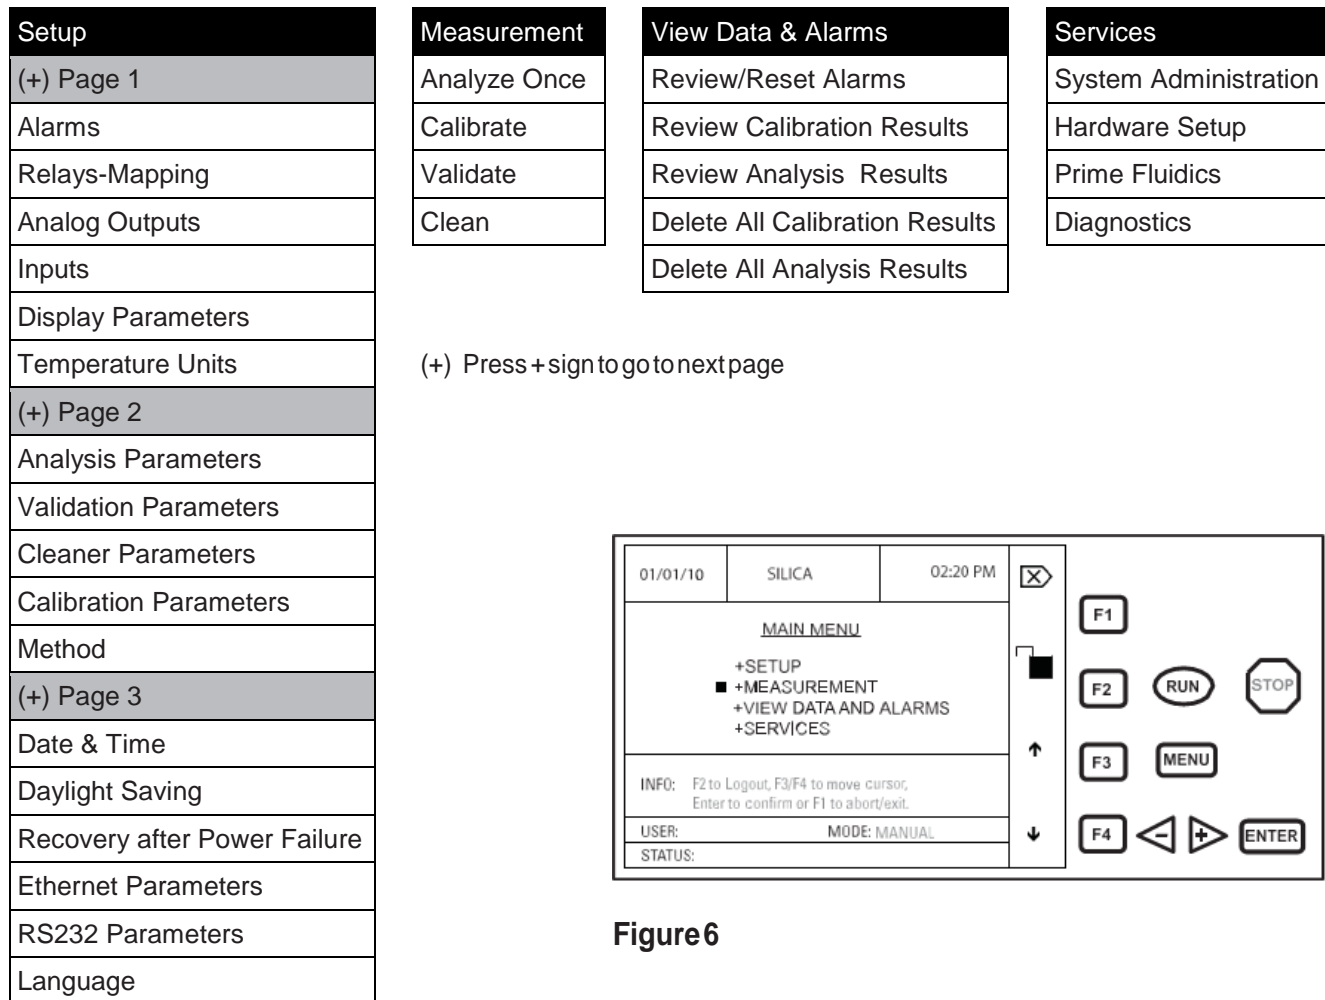 Setup
(+) Page 1
Alarms
Relays-Mapping
Analog Outputs
Inputs
Display Parameters
Temperature Units
(+) Page 2
Analysis Parameters
Validation Parameters
Cleaner Parameters
Calibration Parameters
Method
(+) Page 3
Date & Time
Daylight Saving
Recovery after Power Failure
Ethernet Parameters
RS232 Parameters
Language
Measurement
Analyze Once
Calibrate
Validate
Clean
View Data & Alarms
Review/Reset Alarms
Review Calibration Results
Review Analysis Results
Delete All Calibration Results
Delete All Analysis Results
Services
System Administration
Hardware Setup
Prime Fluidics
Diagnostics
(+) Press + sign to go to next page
01/01/10 SILICA 02:20 PM
MAIN MENU
+SETUP
+MEASUREMENT
+VIEW DATA AND ALARMS
+SERVICES
INFO: F2 to Logout, F3/F4 to move cursor,
Enter to confirm or F1 to abort/exit.
USER: MODE: MANUAL
STATUS:
F1
F2 RUN STOP
F3 MENU
F4 - + ENTER
Figure 6